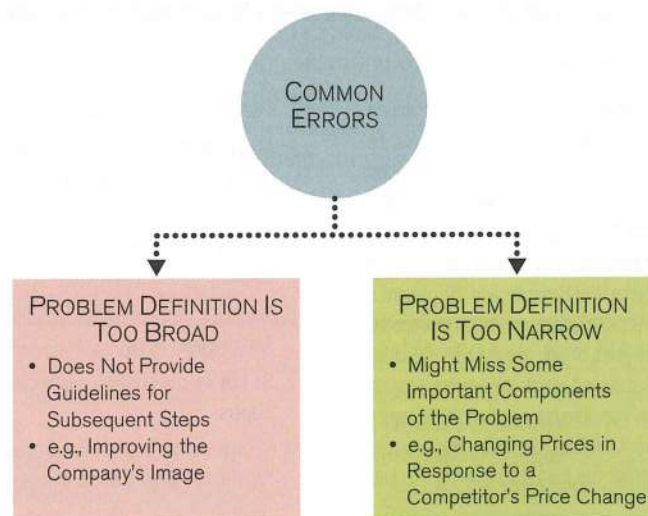 COMMON
ERRORS
PROBLEM DEFINITION IS
TOO BROAD
• Does Not Provide
Guidelines for
Subsequent Steps
• e.g., Improving the
Company's Image
PROBLEM DEFINITION
IS TOO NARROW
• Might Miss Some
Important Components
of the Problem
• e.g., Changing Prices in
Response to a
Competitor's Price Change